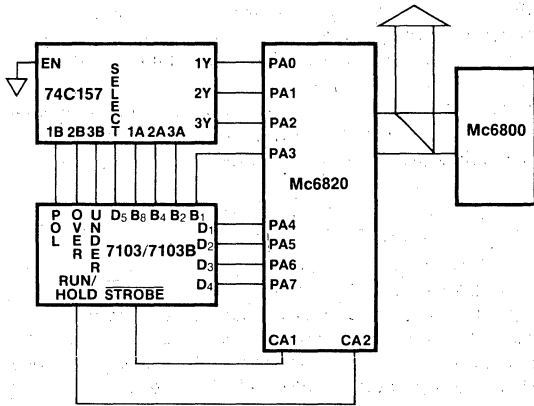 EN
74C157
SELECT
1Y
2Y
3Y
1B 2B 3B 1A 2A 3A
PA0
PA1
PA2
PA3
Mc6820
PA4
PA5
PA6
PA7
CA1 CA2
Mc6800
POL
OVER
UNDER
D5 B8 B4 B2 B1
D1
D2
D3
D4
7103/7103B
RUN/
HOLD STROBE